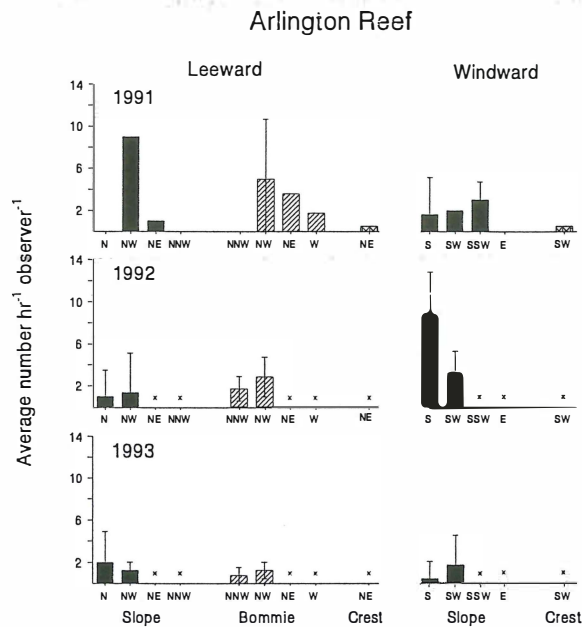 Arlington Reef
Leeward Windward
Average number hr-1 observer-1
1991
14
10
6
2
N NW NE NNW NNW NW NE W NE S SW SSW E SW
1992
14
10
6
2
N NW NE NNW NNW NW NE W NE S SW SSW E SW
1993
14
10
6
2
N NW NE NNW NNW NW NE W NE S SW SSW E SW
Slope Bommie Crest Slope Crest